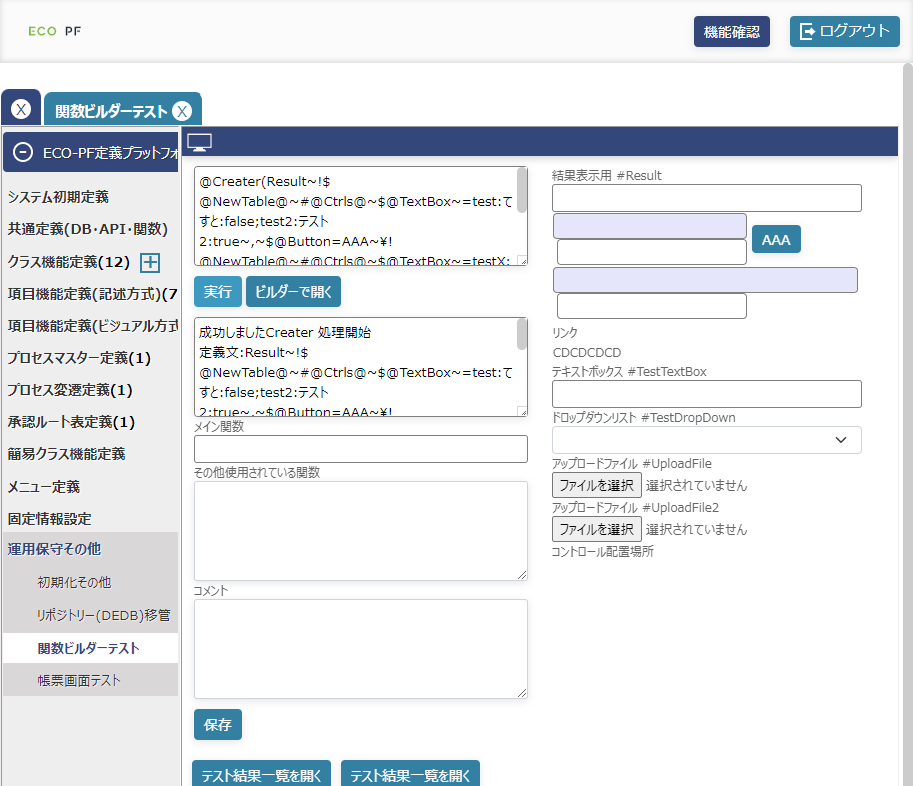 ECO PF
機能確認
ログアウト
X
関数ビルダーテスト X
ECO-PF定義プラットフォ
システム初期定義
共通定義(DB・API・関数)
クラス機能定義(12)
項目機能定義(記述方式)(7
項目機能定義(ビジュアル方式
プロセスマスター定義(1)
プロセス変遷定義(1)
承認ルート表定義(1)
簡易クラス機能定義
メニュー定義
固定情報設定
運用保守その他
初期化その他
リポジトリー(DEDB)移管
関数ビルダーテスト
帳票画面テスト
@Creater(Result~!$
@NewTable@~#@Ctrls@~$@TextBox~=test:て
すと:false;test2:テスト
2:true~,~$@Button=AAA~¥!
@NewTable@~#@Ctrls@~$@TextBox~=testX:
実行
ビルダーで開く
成功しましたCreater 処理開始
定義文:Result~!$
@NewTable@~#@Ctrls@~$@TextBox~=test:て
すと:false;test2:テスト
2:true~,~$@Button=AAA~¥!
メイン関数
その他使用されている関数
コメント
保存
テスト結果一覧を開く
テスト結果一覧を開く
結果表示用 #Result
AAA
リンク
CDCDCDCD
テキストボックス #TestTextBox
ドロップダウンリスト #TestDropDown
アップロードファイル #UploadFile
ファイルを選択 選択されていません
アップロードファイル #UploadFile2
ファイルを選択 選択されていません
コントロール配置場所